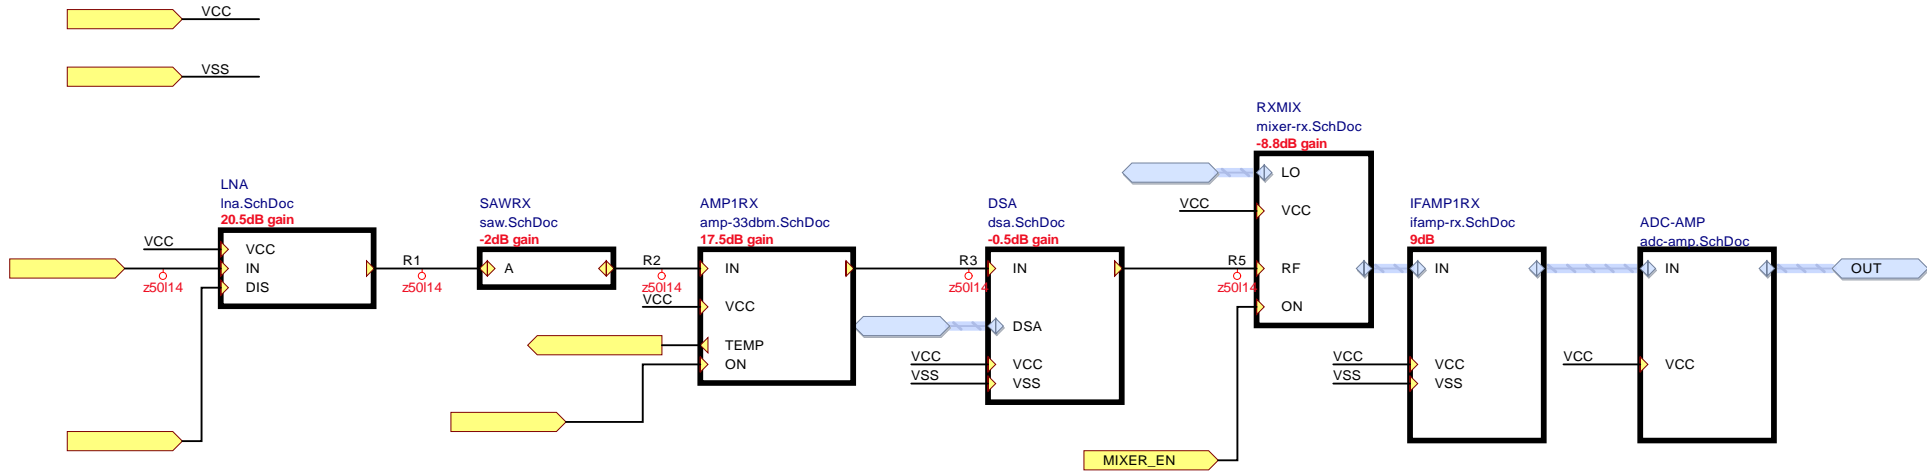 VCC
VSS
LNA
lna.SchDoc
20.5dB gain
VCC
VCC
IN
DIS
z50l14
R1
z50l14
SAWRX
saw.SchDoc
-2dB gain
A
R2
z50l14
AMP1RX
amp-33dbm.SchDoc
17.5dB gain
IN
VCC
VCC
TEMP
ON
R3
z50l14
DSA
dsa.SchDoc
-0.5dB gain
IN
DSA
VCC
VCC
VSS
VSS
R5
z50l14
RXMIX
mixer-rx.SchDoc
-8.8dB gain
LO
VCC
VCC
RF
ON
MIXER_EN
IFAMP1RX
ifamp-rx.SchDoc
9dB
IN
VCC
VCC
VSS
VSS
ADC-AMP
adc-amp.SchDoc
IN
VCC
VCC
OUT